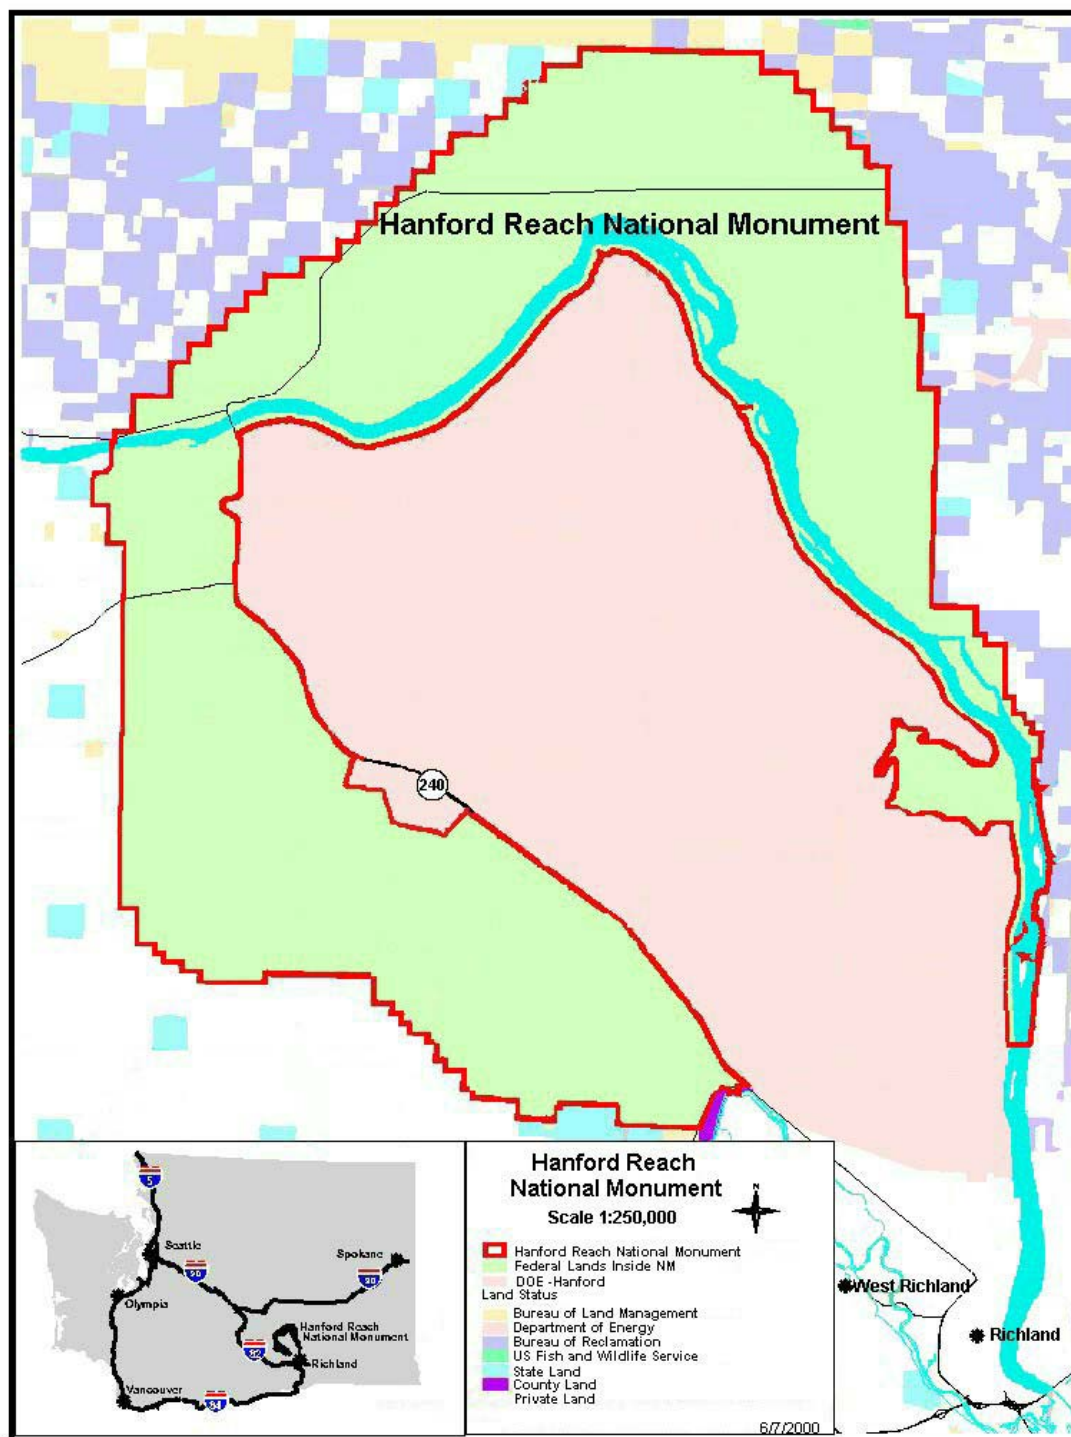 Hanford Reach National Monument
240
5
Seattle
Spokane
90
90
Olympia
Hanford Reach
National Monument
82
Richland
Vancouver
84
Hanford Reach
National Monument
Scale 1:250,000
N
Hanford Reach National Monument
Federal Lands Inside NM
DOE -Hanford
Land Status
Bureau of Land Management
Department of Energy
Bureau of Reclamation
US Fish and Wildlife Service
State Land
County Land
Private Land
6/7/2000
West Richland
Richland